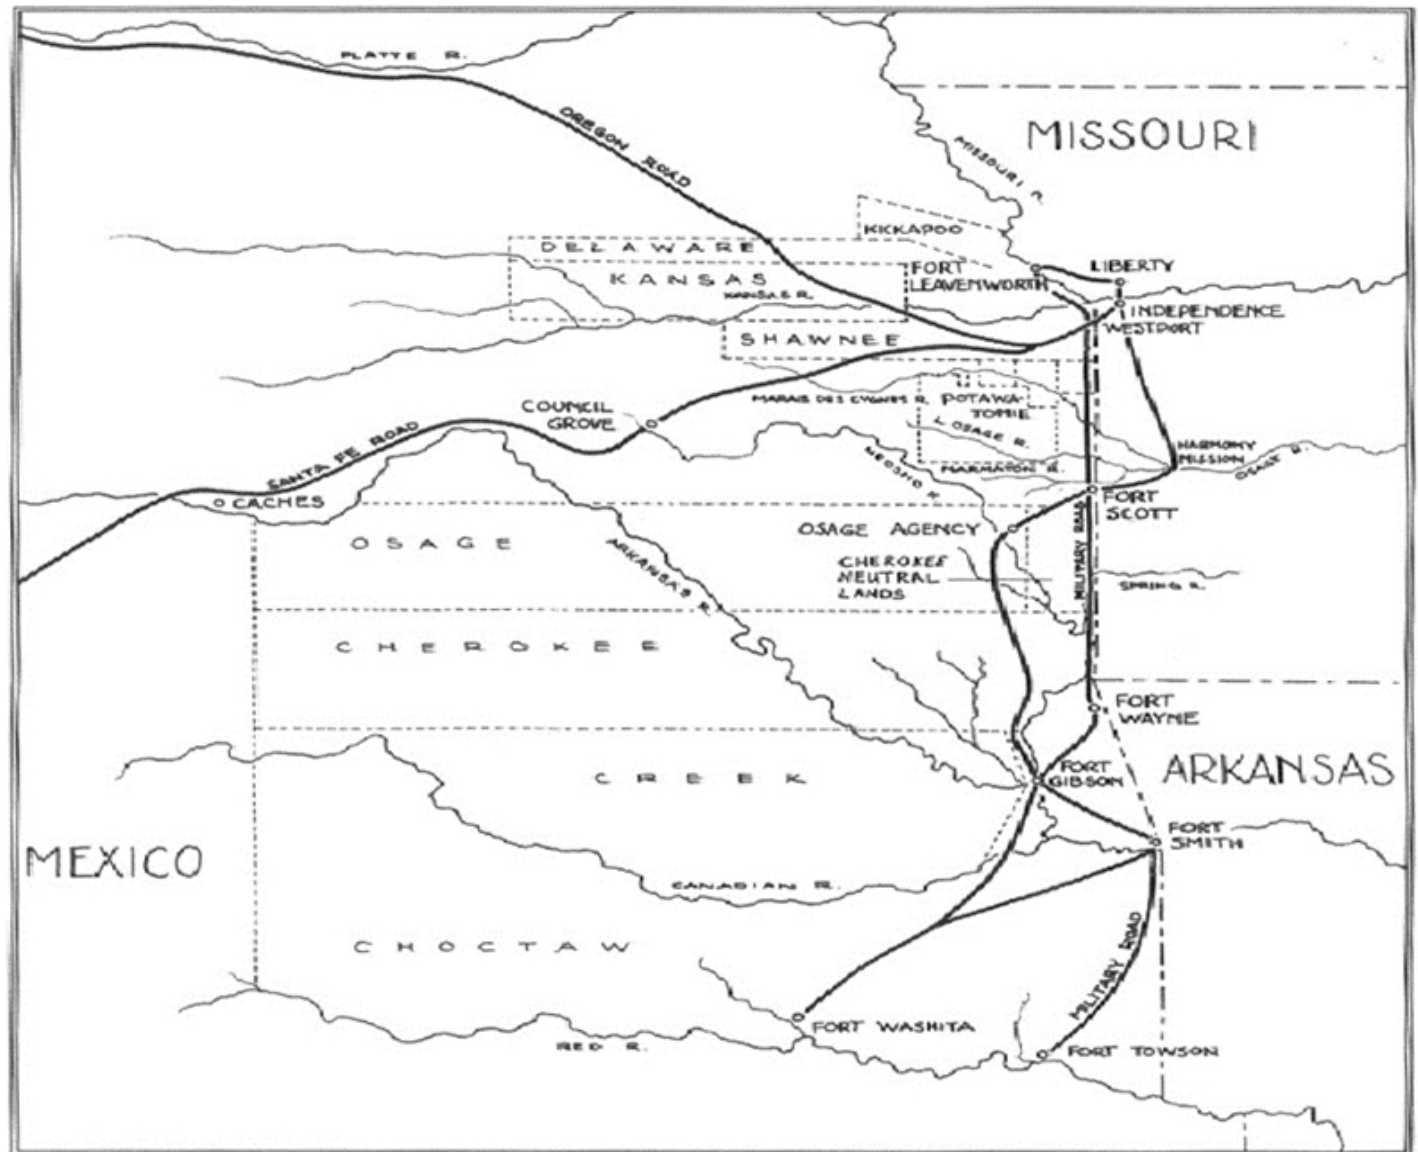 PLATTE R.
OREGON ROAD
MISSOURI
MISSOURI R.
KICKAPOO
DELAWARE
KANSAS
KANSAS R.
FORT
LEAVENWORTH
LIBERTY
INDEPENDENCE
WESTPORT
SHAWNEE
MARAIS DES CYGNES R.
POTAWA-
TOMIE
COUNCIL
GROVE
L. OSAGE R.
SANTA FE ROAD
HARMONY
MISSION
OSAGE R.
MARMATON R.
NEOSHO R.
CACHES
FORT
SCOTT
OSAGE AGENCY
OSAGE
ARKANSAS R.
CHEROKEE
NEUTRAL
LANDS
MILITARY ROAD
SPRING R.
CHEROKEE
FORT
WAYNE
CREEK
FORT
GIBSON
ARKANSAS
FORT
SMITH
MEXICO
CANADIAN R.
CHOCTAW
MILITARY ROAD
FORT WASHITA
RED R.
FORT TOWSON